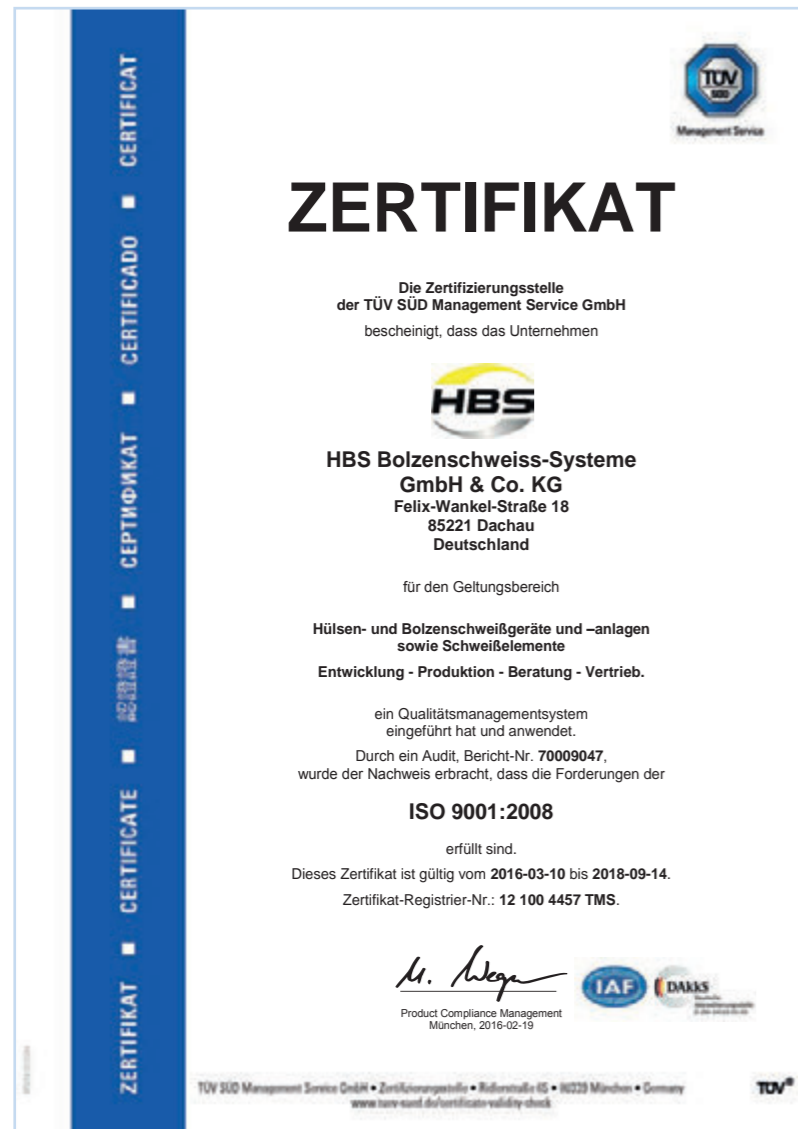 TÜV
SÜD
Management Service
ZERTIFIKAT
Die Zertifizierungsstelle
der TÜV SÜD Management Service GmbH
bescheinigt, dass das Unternehmen
HBS
HBS Bolzenschweiss-Systeme
GmbH & Co. KG
Felix-Wankel-Straße 18
85221 Dachau
Deutschland
für den Geltungsbereich
Hülsen- und Bolzenschweißgeräte und –anlagen
sowie Schweißelemente
Entwicklung - Produktion - Beratung - Vertrieb.
ein Qualitätsmanagementsystem
eingeführt hat und anwendet.
Durch ein Audit, Bericht-Nr. 70009047,
wurde der Nachweis erbracht, dass die Forderungen der
ISO 9001:2008
erfüllt sind.
Dieses Zertifikat ist gültig vom 2016-03-10 bis 2018-09-14.
Zertifikat-Registrier-Nr.: 12 100 4457 TMS.
Product Compliance Management
München, 2016-02-19
IAF
DAkkS
ZERTIFIKAT ■ CERTIFICATE ■ 認證證書 ■ СЕРТИФИКАТ ■ CERTIFICADO ■ CERTIFICAT
TÜV SÜD Management Service GmbH • Zertifizierungsstelle • Ridlerstraße 65 • 80339 München • Germany
www.tuev-sued.de/certificate-validity-check
TÜV®